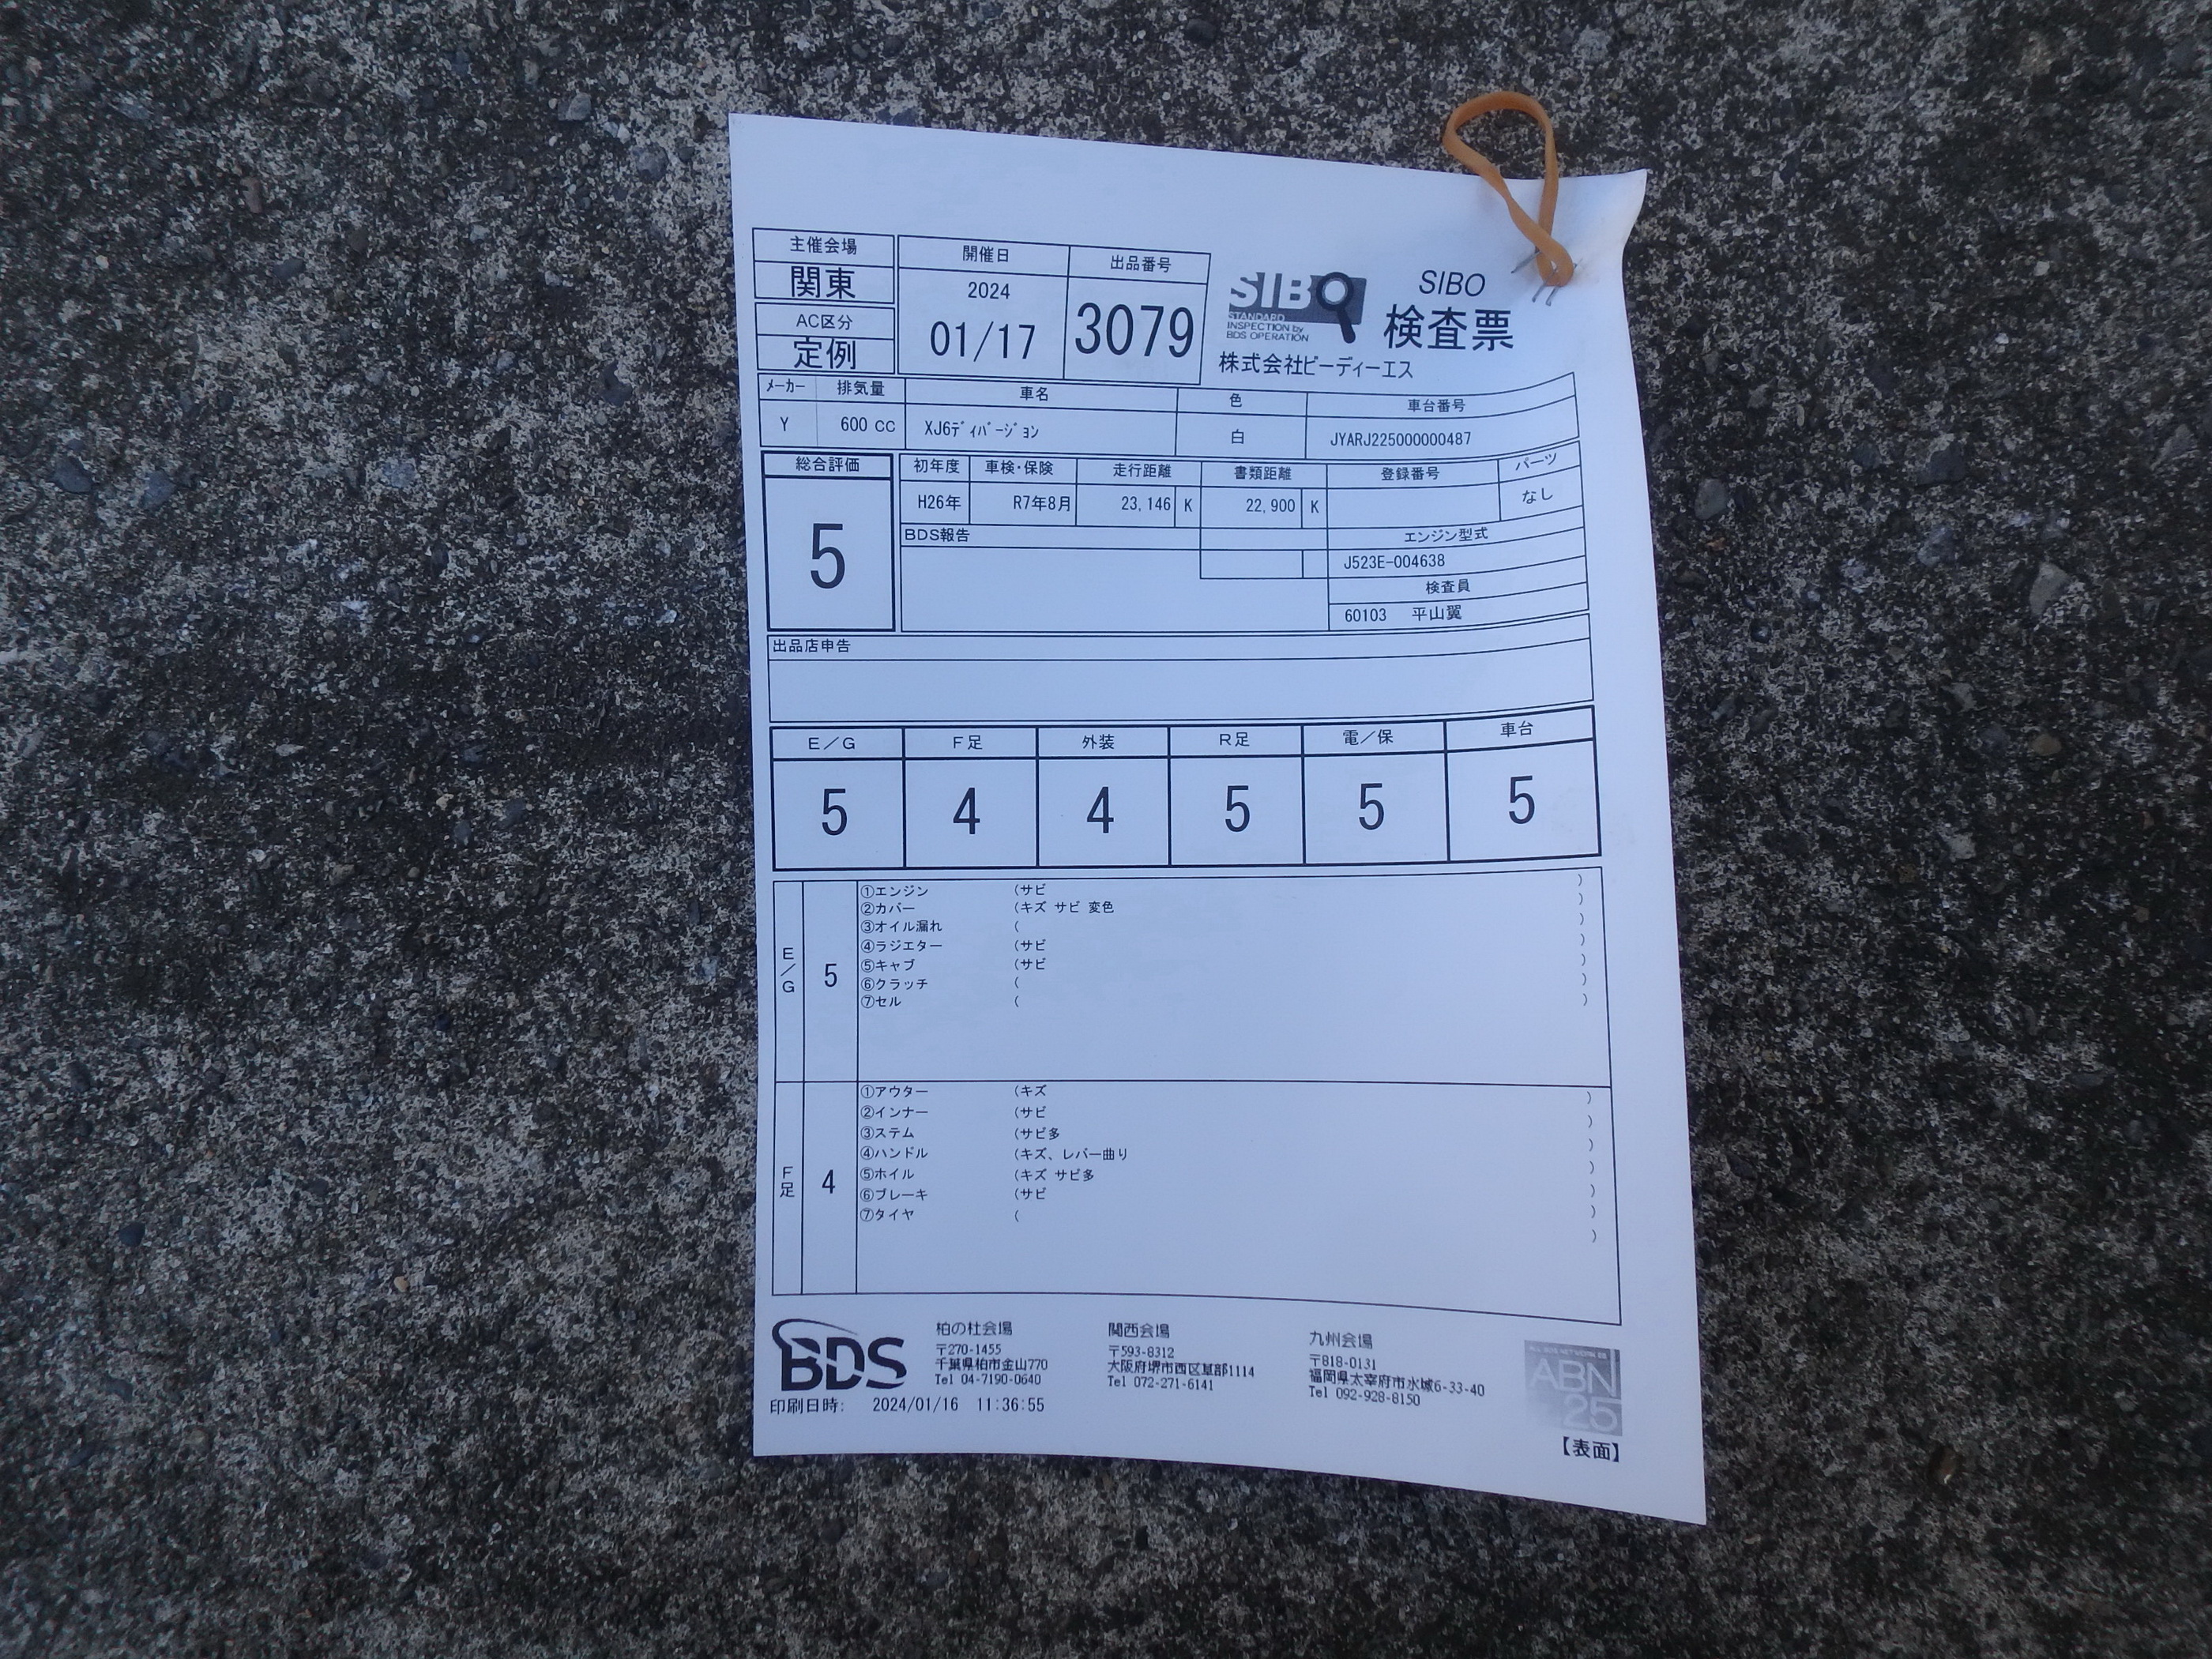 主催会場
関東
AC区分
定例
開催日
2024
01/17
出品番号
3079
SIBO
STANDARD
INSPECTION by
BDS OPERATION
SIBO
検査票
株式会社ビーディーエス
メーカー 排気量 車名 色 車台番号
Y 600 CC XJ6ディバージョン 白 JYARJ225000000487
総合評価
5
初年度 車検・保険 走行距離 書類距離 登録番号 パーツ
H26年 R7年8月 23,146 K 22,900 K なし
BDS報告
エンジン型式
J523E-004638
検査員
60103 平山翼
出品店申告
E/G F足 外装 R足 電/保 車台
5 4 4 5 5 5
E/G 5
①エンジン (サビ )
②カバー (キズ サビ 変色 )
③オイル漏れ ( )
④ラジエター (サビ )
⑤キャブ (サビ )
⑥クラッチ ( )
⑦セル ( )
F足 4
①アウター (キズ )
②インナー (サビ )
③ステム (サビ多 )
④ハンドル (キズ、レバー曲り )
⑤ホイル (キズ サビ多 )
⑥ブレーキ (サビ )
⑦タイヤ ( )
BDS
柏の杜会場
〒270-1455
千葉県柏市金山770
Tel 04-7190-0640
関西会場
〒593-8312
大阪府堺市西区草部1114
Tel 072-271-6141
九州会場
〒818-0131
福岡県太宰府市水城6-33-40
Tel 092-928-8150
ABN
25
印刷日時: 2024/01/16 11:36:55
【表面】